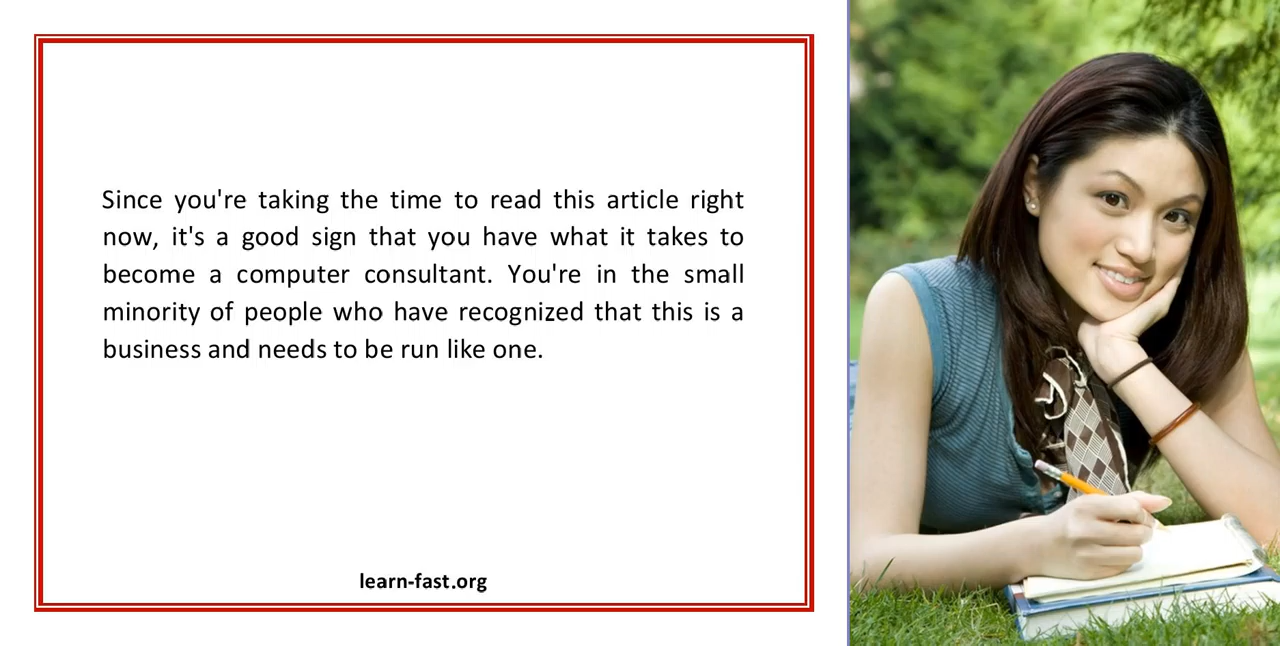 Since you're taking the time to read this article right
now, it's a good sign that you have what it takes to
become a computer consultant. You're in the small
minority of people who have recognized that this is a
business and needs to be run like one.
learn-fast.org